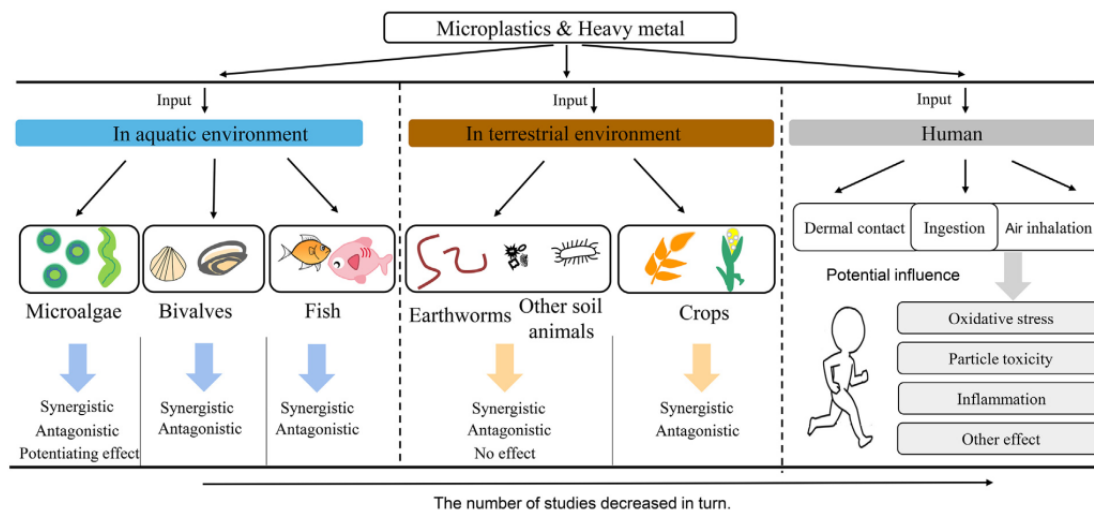 Microplastics & Heavy metal
Input
Input
Input
In aquatic environment
In terrestrial environment
Human
Dermal contact
Ingestion
Air inhalation
Potential influence
Microalgae
Bivalves
Fish
Earthworms
Other soil
animals
Crops
Oxidative stress
Particle toxicity
Inflammation
Other effect
Synergistic
Antagonistic
Potentiating effect
Synergistic
Antagonistic
Synergistic
Antagonistic
Synergistic
Antagonistic
No effect
Synergistic
Antagonistic
The number of studies decreased in turn.